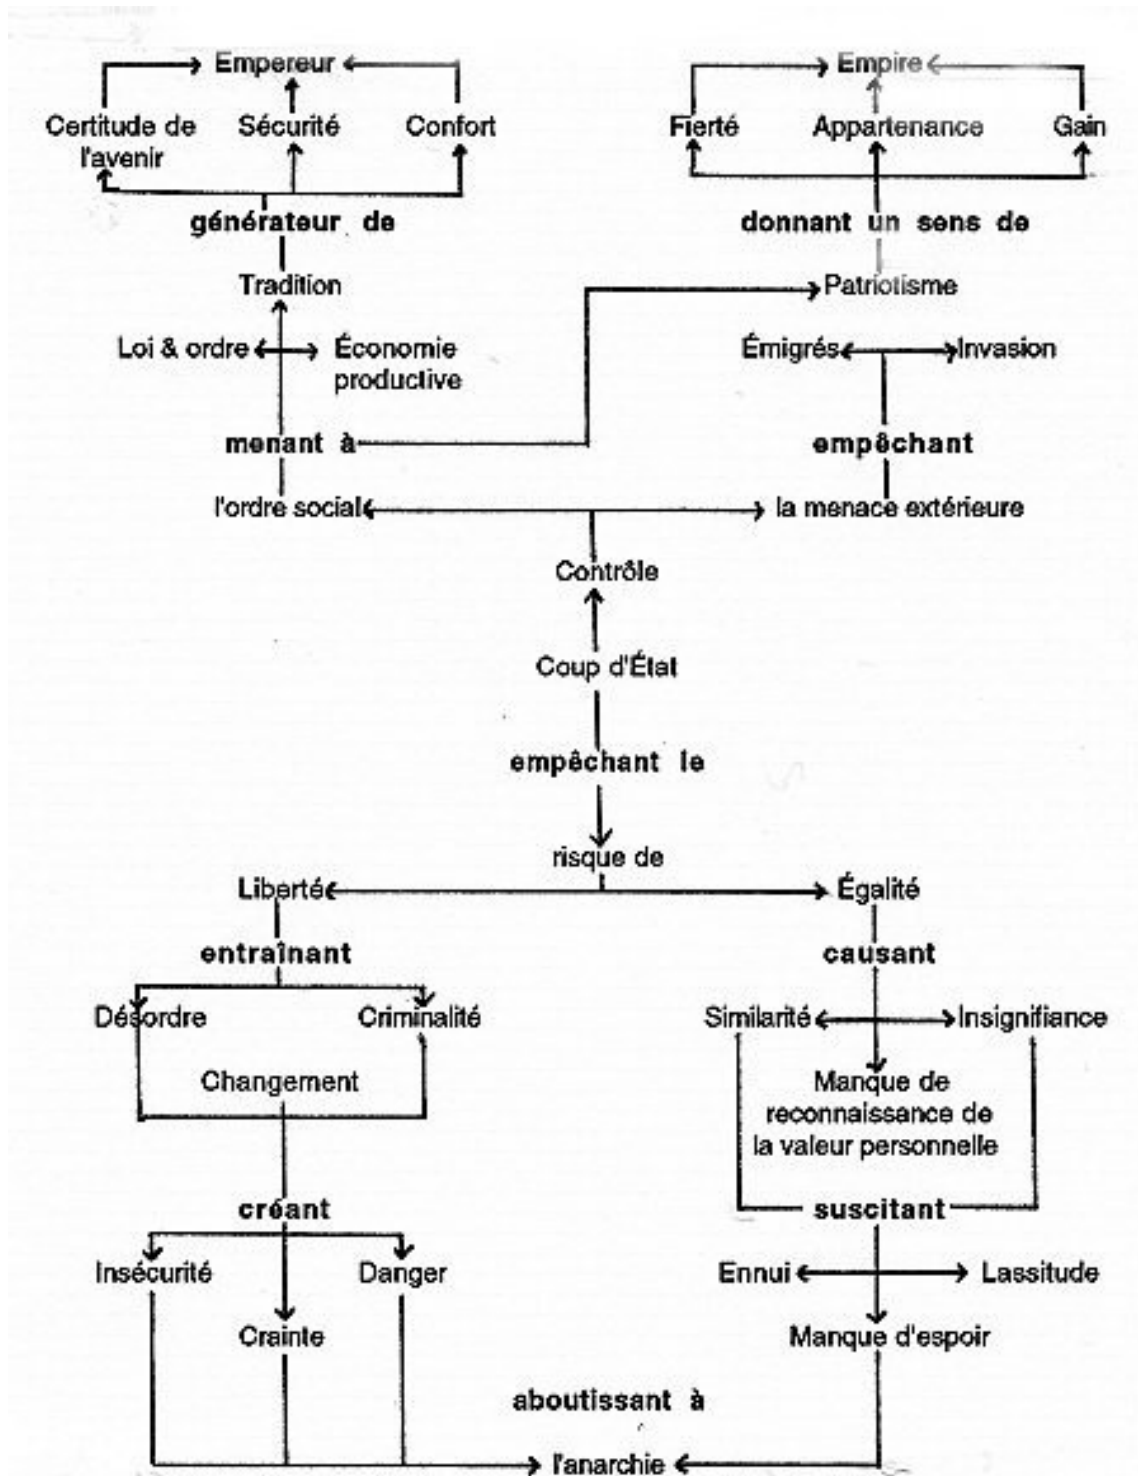 Empereur
Empire
Certitude de
l'avenir
Sécurité
Confort
Fierté
Appartenance
Gain
générateur de
donnant un sens de
Tradition
Patriotisme
Loi & ordre
Économie
productive
Émigrés
Invasion
menant à
empêchant
l'ordre social
la menace extérieure
Contrôle
Coup d'État
empêchant le
risque de
Liberté
Égalité
entraînant
causant
Désordre
Criminalité
Similarité
Insignifiance
Changement
Manque de
reconnaissance de
la valeur personnelle
créant
suscitant
Insécurité
Danger
Ennui
Lassitude
Crainte
Manque d'espoir
aboutissant à
l'anarchie